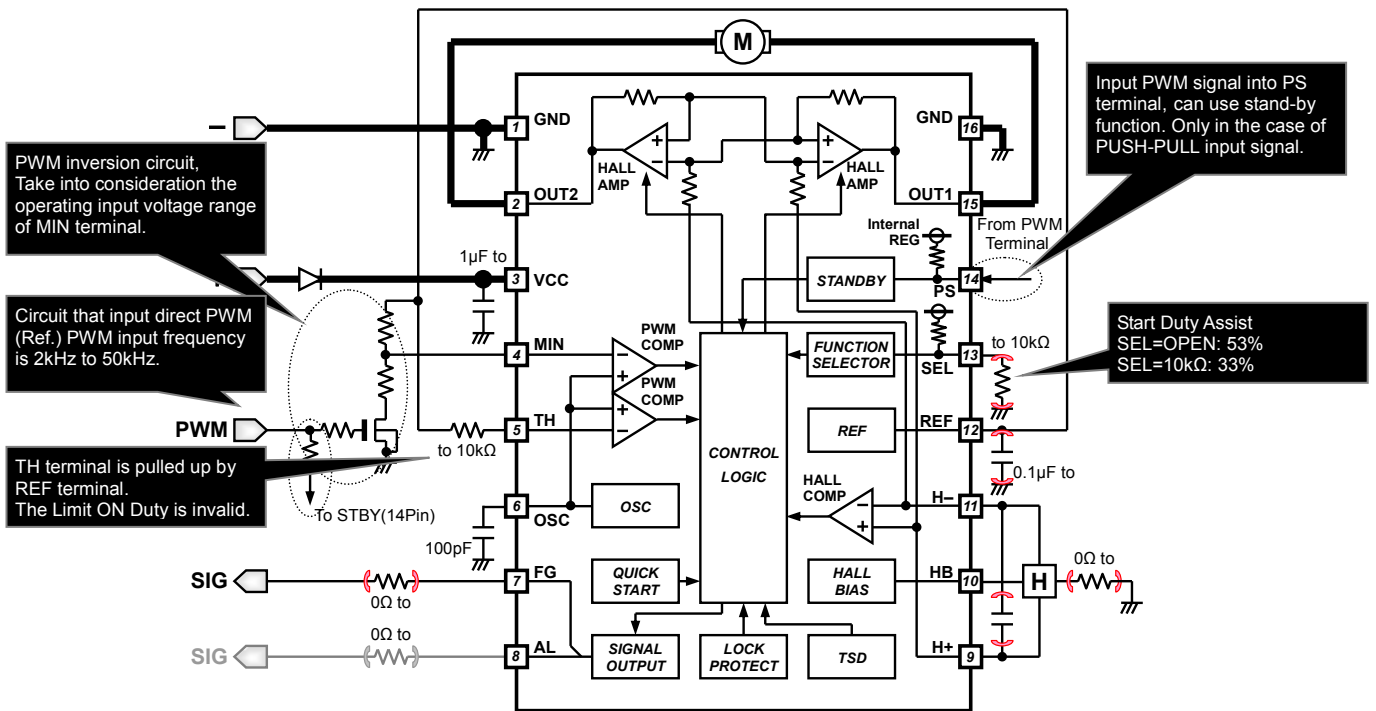 M
PWM inversion circuit,
Take into consideration the
operating input voltage range
of MIN terminal.
Circuit that input direct PWM
(Ref.) PWM input frequency
is 2kHz to 50kHz.
TH terminal is pulled up by
REF terminal.
The Limit ON Duty is invalid.
Input PWM signal into PS
terminal, can use stand-by
function. Only in the case of
PUSH-PULL input signal.
Start Duty Assist
SEL=OPEN: 53%
SEL=10kΩ: 33%
−
PWM
SIG
SIG
To STBY(14Pin)
1µF to
to 10kΩ
100pF
0Ω to
0Ω to
1
GND
2
OUT2
3
VCC
4
MIN
5
TH
6
OSC
7
FG
8
AL
HALL
AMP
+
−
+
−
HALL
AMP
Internal
REG
STANDBY
PWM
COMP
−
+
PWM
COMP
+
−
FUNCTION
SELECTOR
REF
CONTROL
LOGIC
HALL
COMP
−
+
OSC
QUICK
START
HALL
BIAS
SIGNAL
OUTPUT
LOCK
PROTECT
TSD
GND
16
OUT1
15
From PWM
Terminal
PS
14
SEL
13
to 10kΩ
REF
12
0.1µF to
H−
11
HB
10
H
0Ω to
H+
9